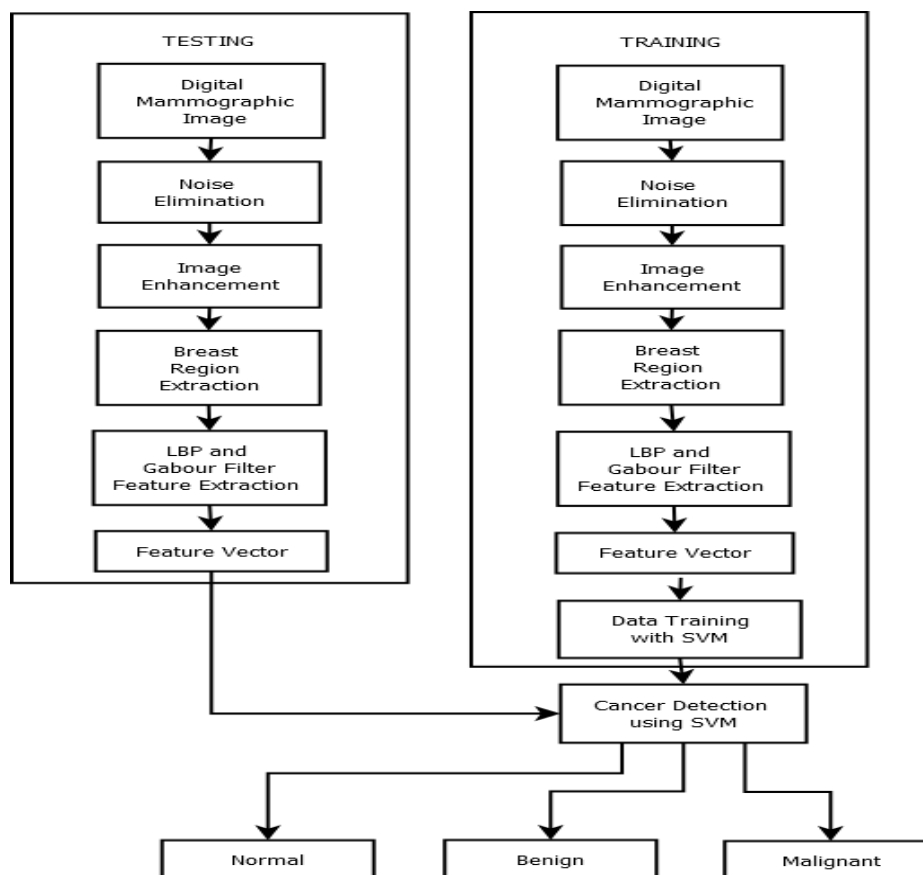 TESTING
Digital
Mammographic
Image
Noise
Elimination
Image
Enhancement
Breast
Region
Extraction
LBP and
Gabour Filter
Feature Extraction
Feature Vector
TRAINING
Digital
Mammographic
Image
Noise
Elimination
Image
Enhancement
Breast
Region
Extraction
LBP and
Gabour Filter
Feature Extraction
Feature Vector
Data Training
with SVM
Cancer Detection
using SVM
Normal
Benign
Malignant